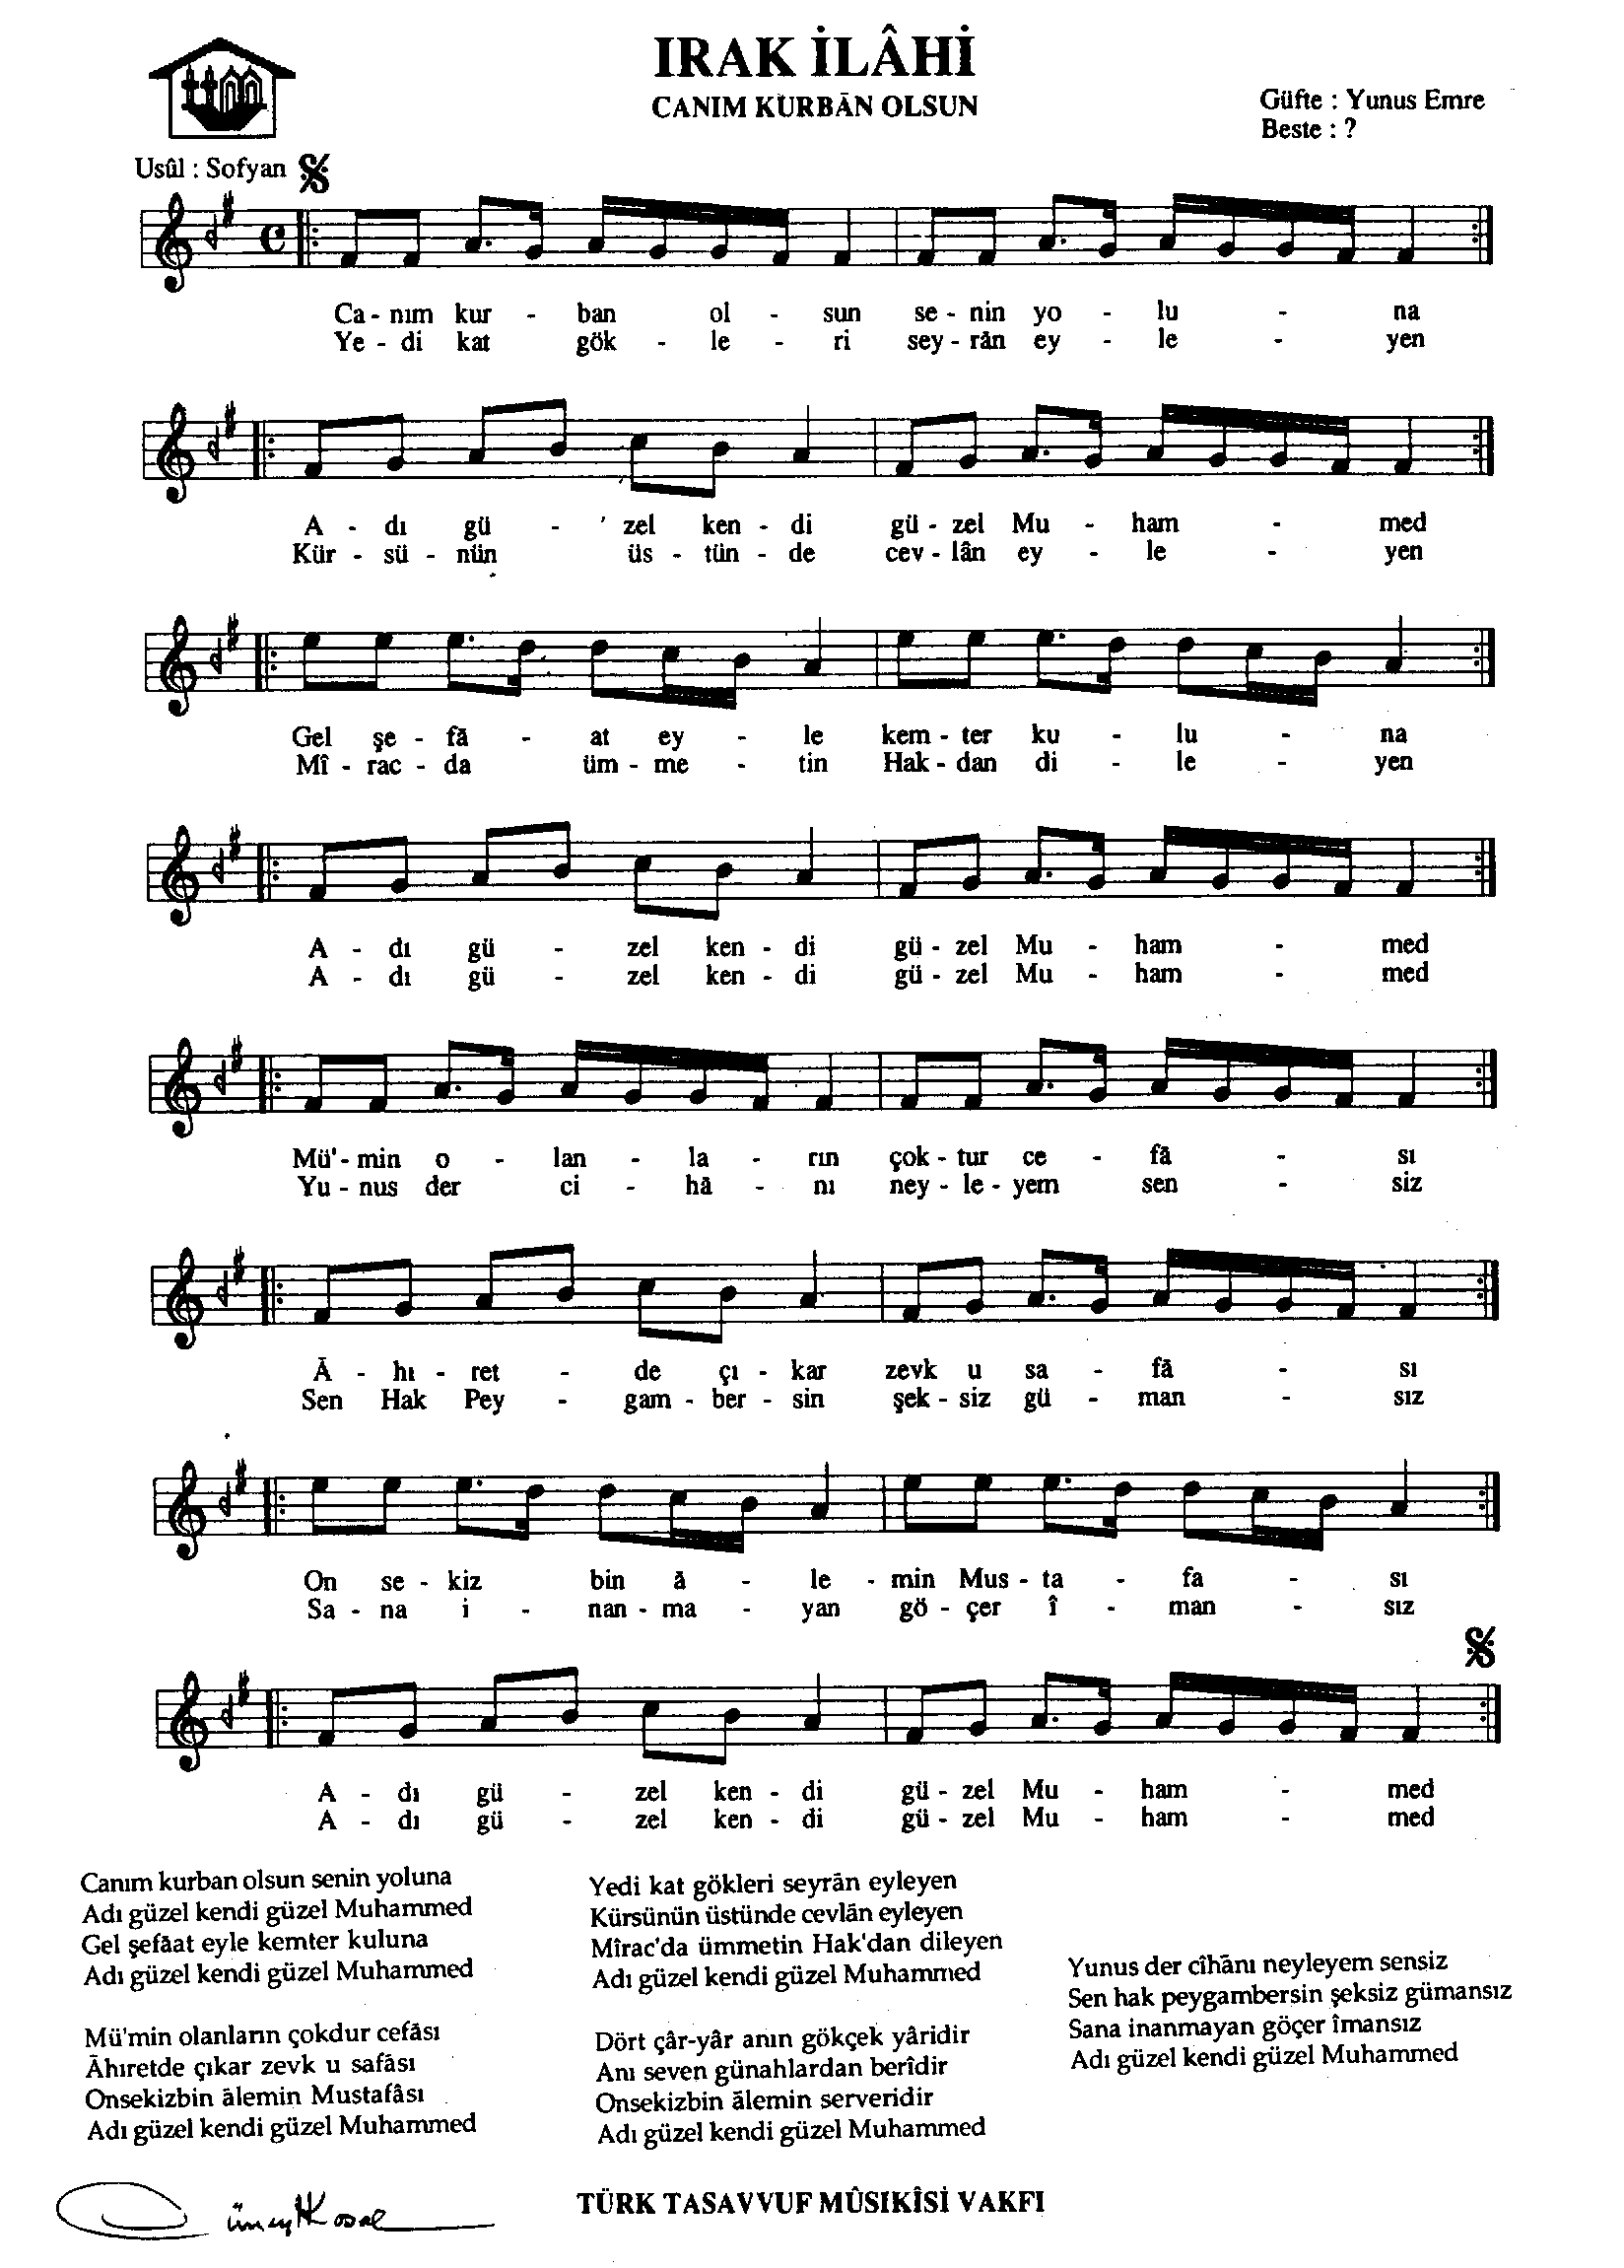 IRAK İLÂHİ
CANIM KURBĀN OLSUN
Güfte : Yunus Emre
Beste : ?
Usûl : Sofyan
Ca - nım kur - ban ol - sun se - nin yo - lu - na
Ye - di kat gök - le - ri sey - rān ey - le - yen
A - dı gü - zel ken - di gü - zel Mu - ham - med
Kür - sü - nün üs - tün - de cev - lân ey - le - yen
Gel şe - fā - at ey - le kem - ter ku - lu - na
Mî - rac - da üm - me - tin Hak - dan di - le - yen
A - dı gü - zel ken - di gü - zel Mu - ham - med
A - dı gü - zel ken - di gü - zel Mu - ham - med
Mü' - min o - lan - la - rın çok - tur ce - fā - sı
Yu - nus der ci - hā - nı ney - le - yem sen - siz
Ā - hı - ret - de çı - kar zevk u sa - fā - sı
Sen Hak Pey - gam - ber - sin şek - siz gü - man - sız
On se - kiz bin ā - le - min Mus - ta - fa - sı
Sa - na i - nan - ma - yan gö - çer î - man - sız
A - dı gü - zel ken - di gü - zel Mu - ham - med
A - dı gü - zel ken - di gü - zel Mu - ham - med
Canım kurban olsun senin yoluna
Adı güzel kendi güzel Muhammed
Gel şefāat eyle kemter kuluna
Adı güzel kendi güzel Muhammed
Mü'min olanların çokdur cefāsı
Āhıretde çıkar zevk u safāsı
Onsekizbin ālemin Mustafāsı
Adı güzel kendi güzel Muhammed
Yedi kat gökleri seyrān eyleyen
Kürsünün üstünde cevlān eyleyen
Mîrac'da ümmetin Hak'dan dileyen
Adı güzel kendi güzel Muhammed
Dört çâr-yâr anın gökçek yâridir
Anı seven günahlardan berîdir
Onsekizbin ālemin serveridir
Adı güzel kendi güzel Muhammed
Yunus der cîhānı neyleyem sensiz
Sen hak peygambersin şeksiz gümansız
Sana inanmayan göçer îmansız
Adı güzel kendi güzel Muhammed
TÜRK TASAVVUF MÛSIKÎSİ VAKFI